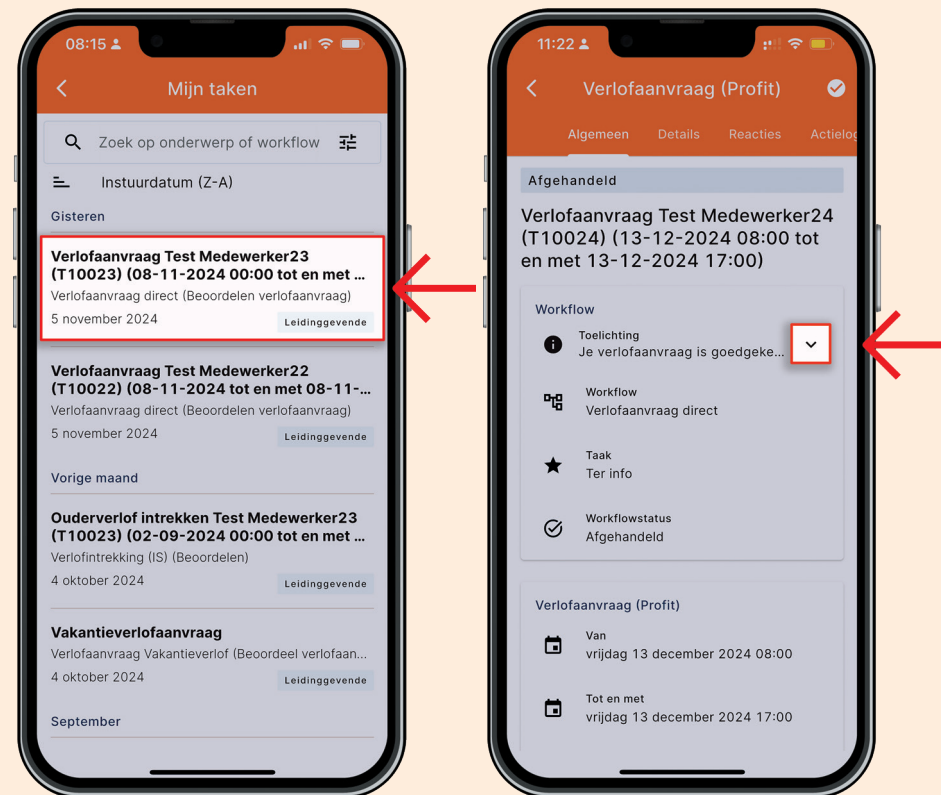 08:15
Mijn taken
Zoek op onderwerp of workflow
Instuurdatum (Z-A)
Gisteren
Verlofaanvraag Test Medewerker23
(T10023) (08-11-2024 00:00 tot en met ...
Verlofaanvraag direct (Beoordelen verlofaanvraag)
5 november 2024
Leidinggevende
Verlofaanvraag Test Medewerker22
(T10022) (08-11-2024 tot en met 08-11-...
Verlofaanvraag direct (Beoordelen verlofaanvraag)
5 november 2024
Leidinggevende
Vorige maand
Ouderverlof intrekken Test Medewerker23
(T10023) (02-09-2024 00:00 tot en met ...
Verlofintrekking (IS) (Beoordelen)
4 oktober 2024
Leidinggevende
Vakantieverlofaanvraag
Verlofaanvraag Vakantieverlof (Beoordeel verlofaan...
4 oktober 2024
Leidinggevende
September
11:22
Verlofaanvraag (Profit)
Algemeen Details Reacties Actielog
Afgehandeld
Verlofaanvraag Test Medewerker24
(T10024) (13-12-2024 08:00 tot
en met 13-12-2024 17:00)
Workflow
Toelichting
Je verlofaanvraag is goedgeke...
Workflow
Verlofaanvraag direct
Taak
Ter info
Workflowstatus
Afgehandeld
Verlofaanvraag (Profit)
Van
vrijdag 13 december 2024 08:00
Tot en met
vrijdag 13 december 2024 17:00